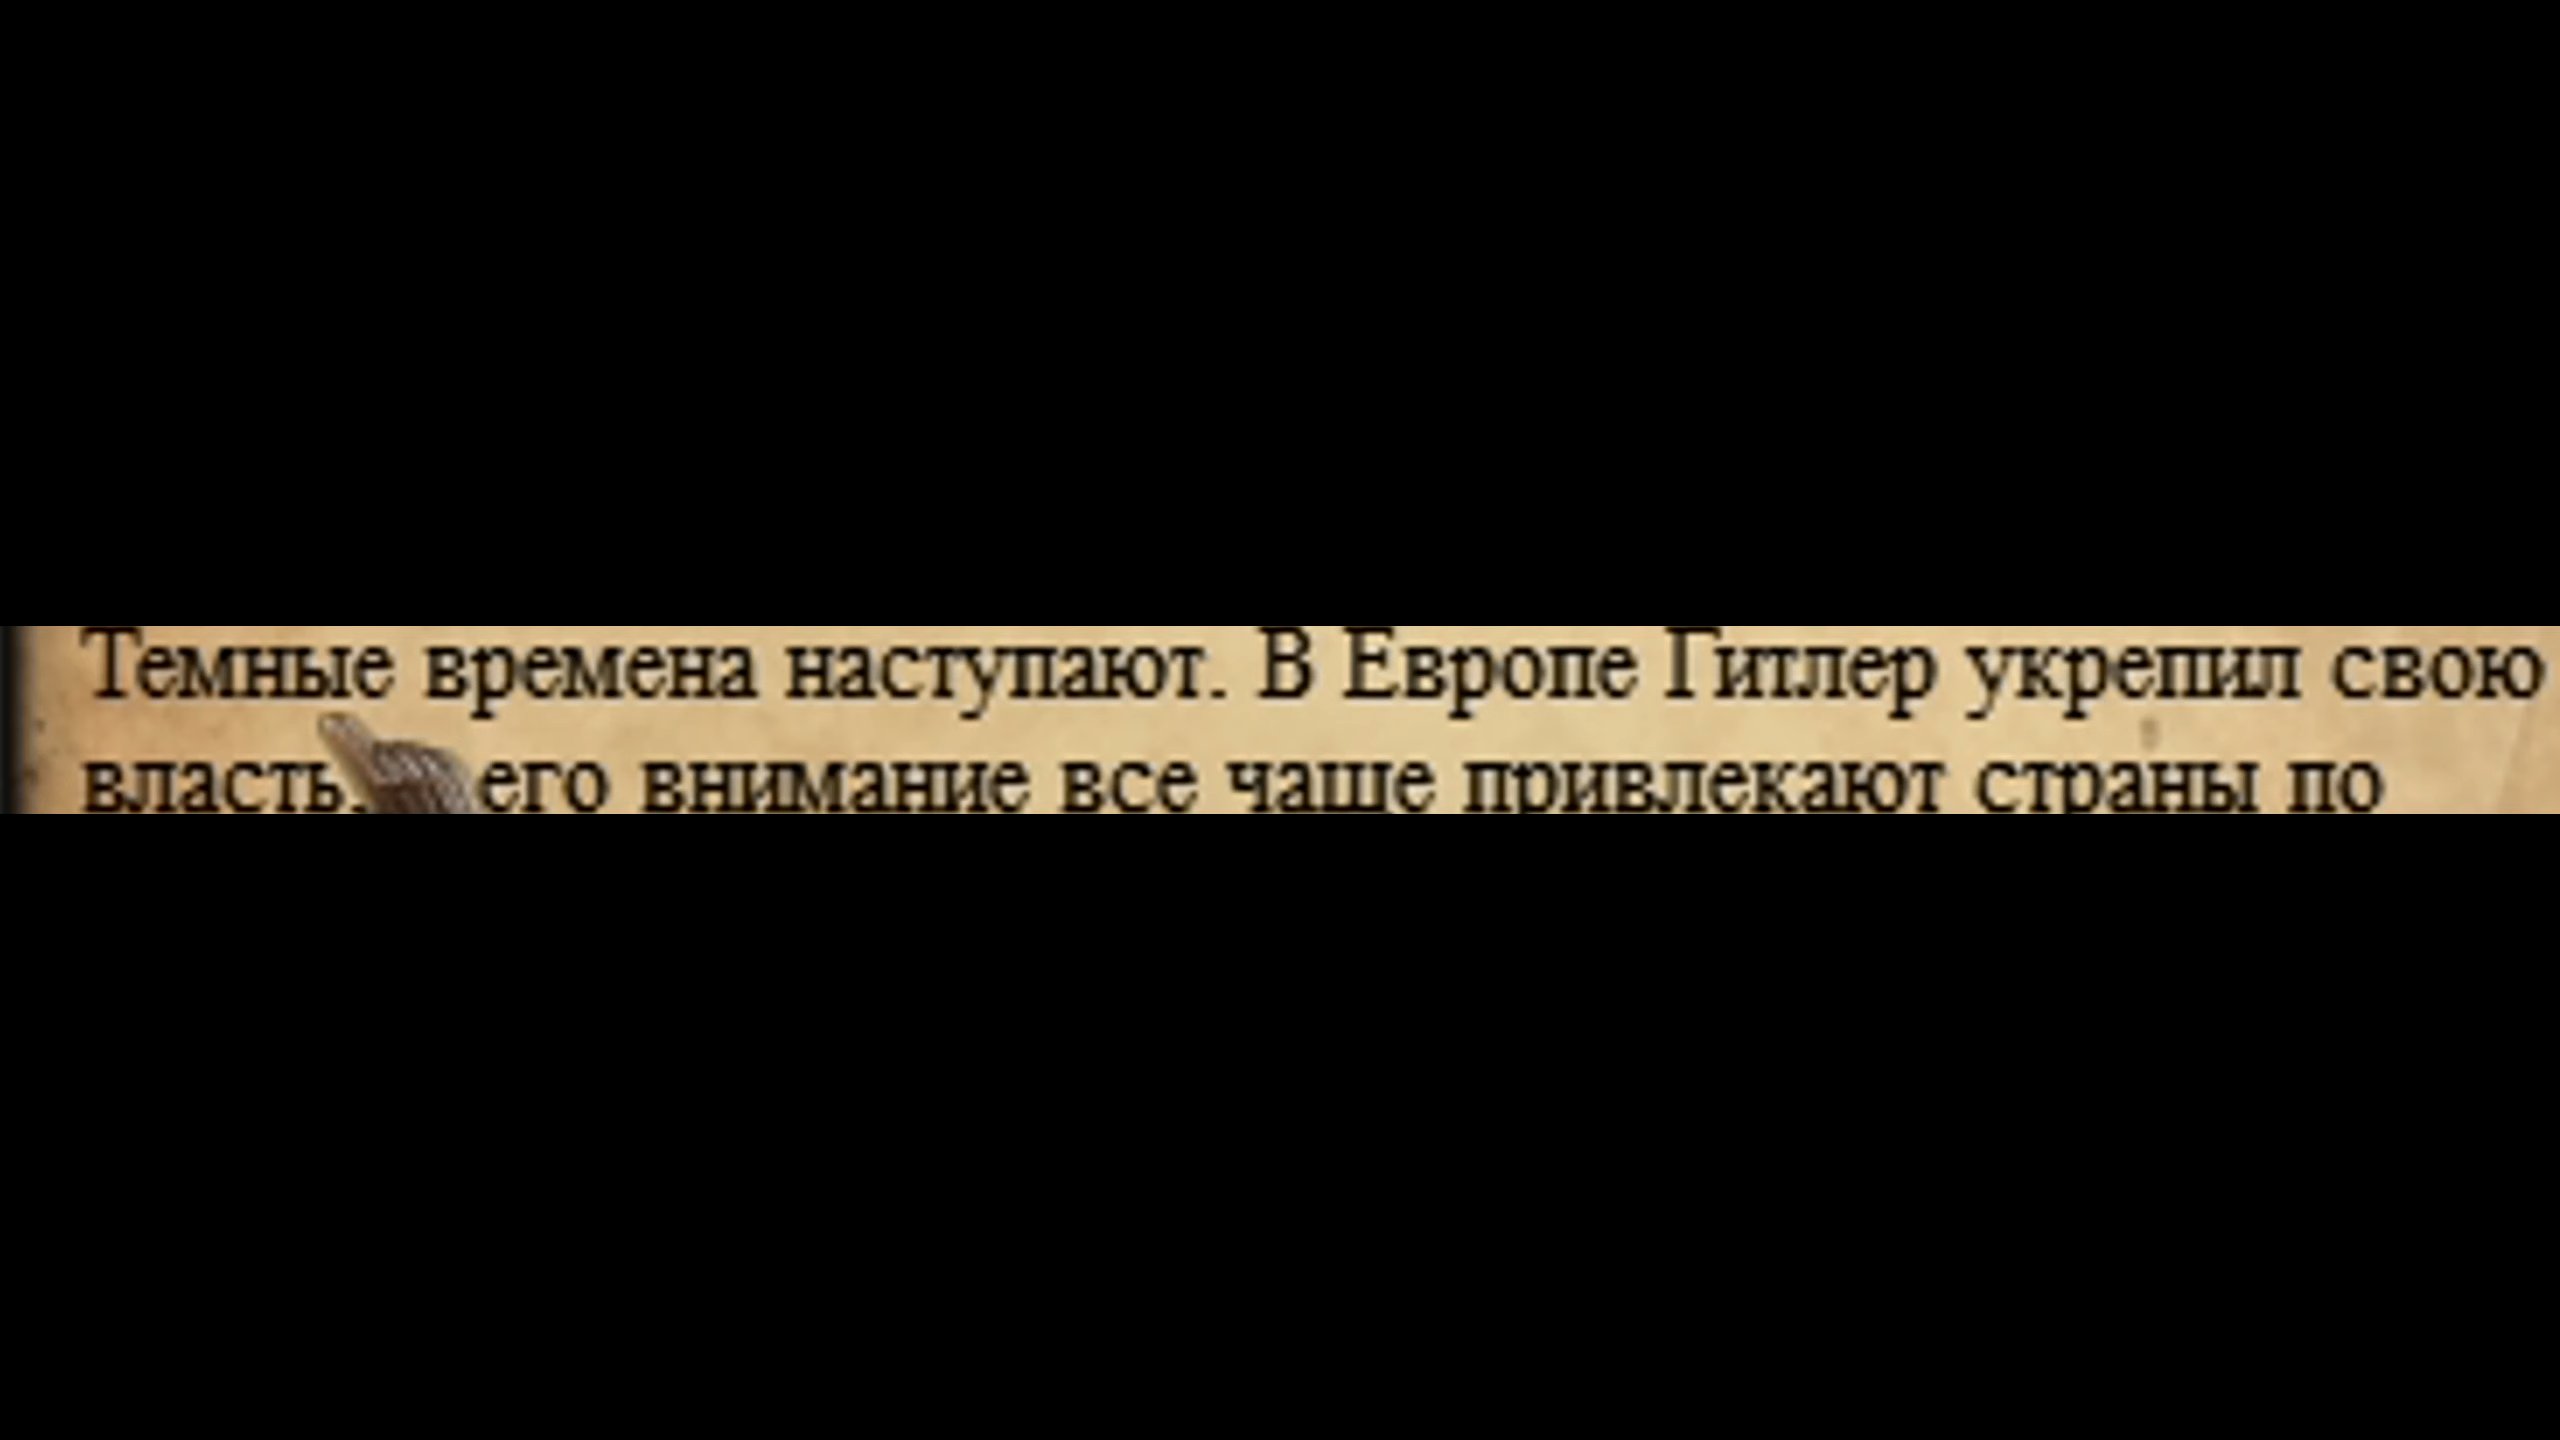 Темные времена наступают. В Европе Гитлер укрепил свою
власть, его внимание все чаще привлекают страны по